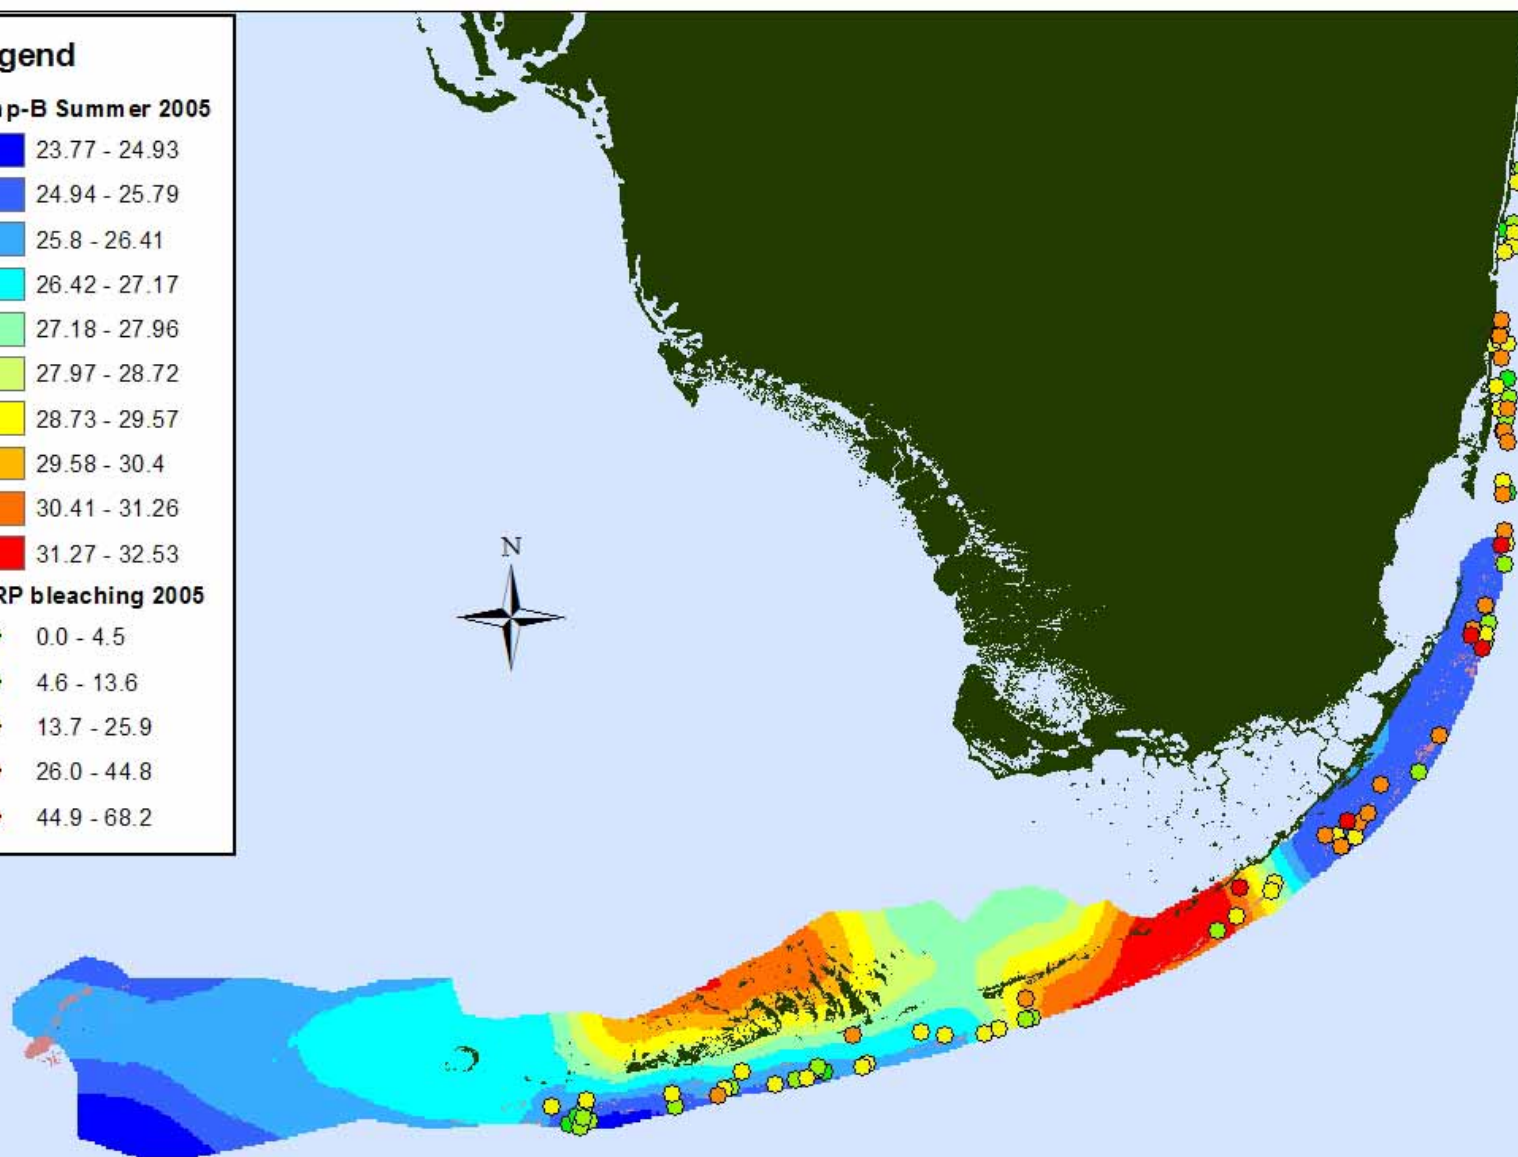 gend
np-B Summer 2005
23.77 - 24.93
24.94 - 25.79
25.8 - 26.41
26.42 - 27.17
27.18 - 27.96
27.97 - 28.72
28.73 - 29.57
29.58 - 30.4
30.41 - 31.26
31.27 - 32.53
RP bleaching 2005
0.0 - 4.5
4.6 - 13.6
13.7 - 25.9
26.0 - 44.8
44.9 - 68.2
N